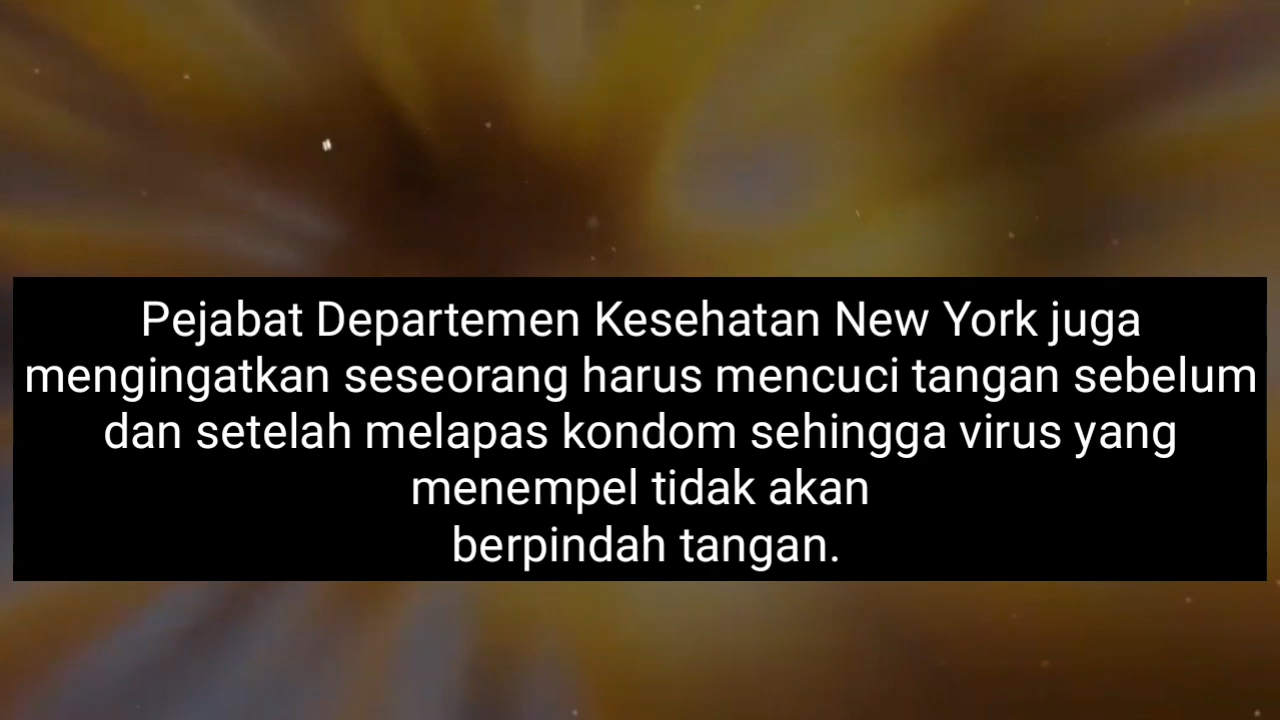 Pejabat Departemen Kesehatan New York juga
mengingatkan seseorang harus mencuci tangan sebelum
dan setelah melapas kondom sehingga virus yang
menempel tidak akan
berpindah tangan.